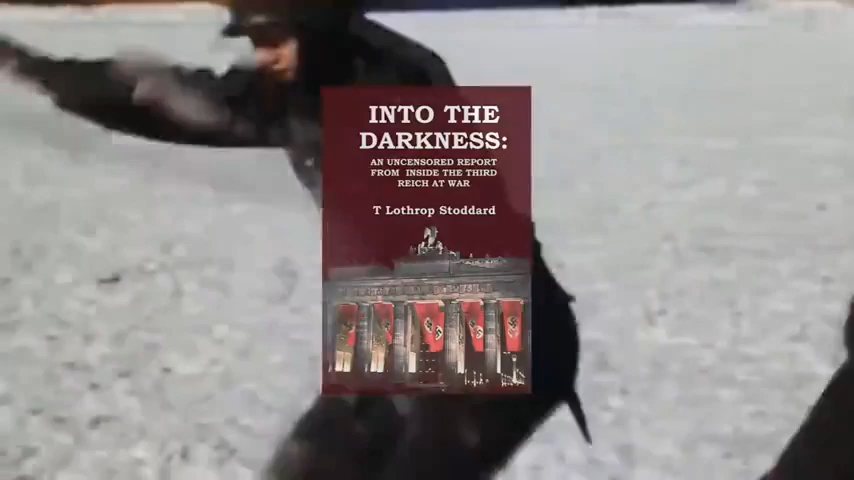 INTO THE
DARKNESS:
AN UNCENSORED REPORT
FROM INSIDE THE THIRD
REICH AT WAR
T Lothrop Stoddard